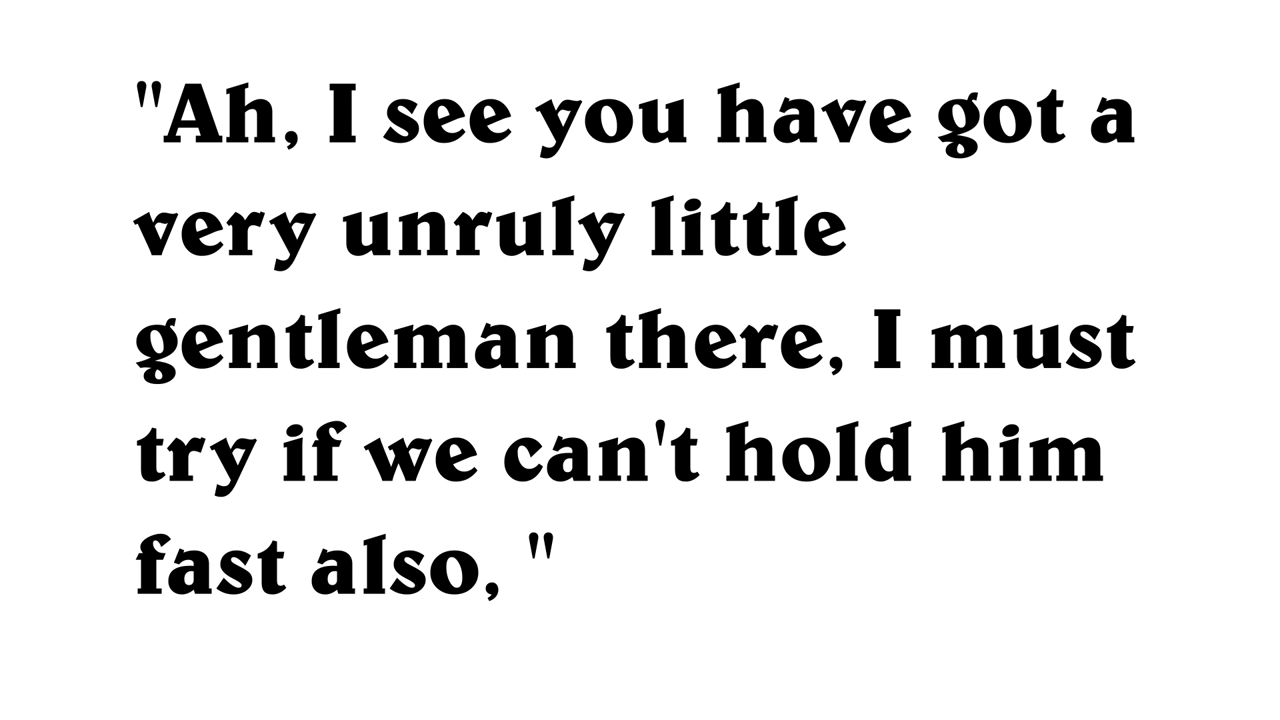 "Ah, I see you have got a
very unruly little
gentleman there, I must
try if we can't hold him
fast also, "